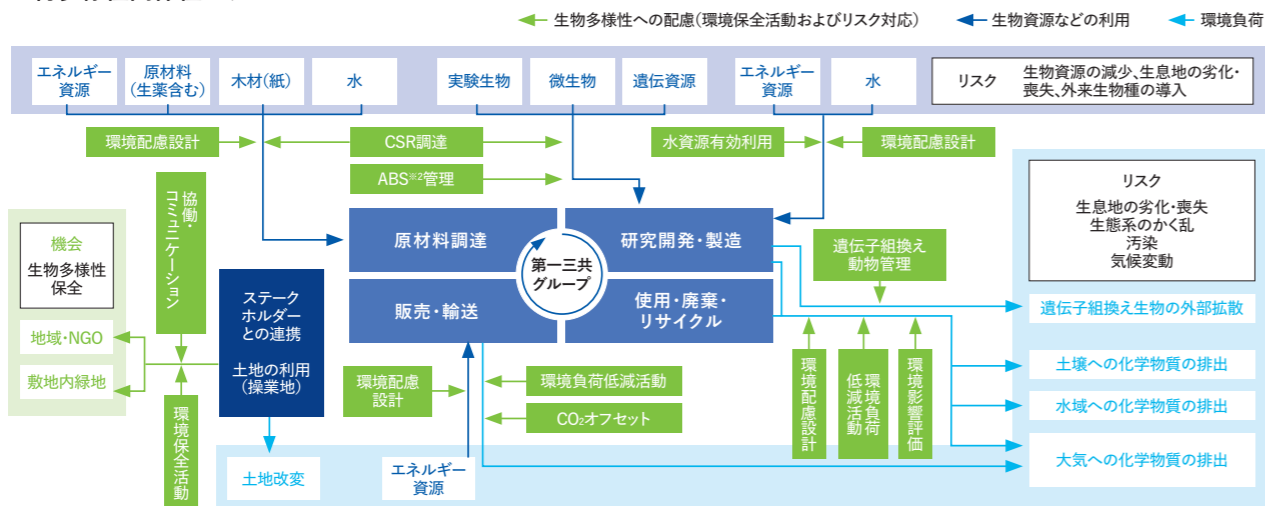 生物多様性への配慮(環境保全活動およびリスク対応)
生物資源などの利用
環境負荷
エネルギー
資源
原材料
(生薬含む)
木材(紙)
水
実験生物
微生物
遺伝資源
エネルギー
資源
水
リスク
生物資源の減少、生息地の劣化・
喪失、外来生物種の導入
環境配慮設計
CSR調達
水資源有効利用
環境配慮設計
ABS※2管理
協働・
コミュニケーション
機会
生物多様性
保全
地域・NGO
敷地内緑地
環境保全活動
ステーク
ホルダー
との連携
土地の利用
(操業地)
土地改変
原材料調達
研究開発・製造
第一三共
グループ
販売・輸送
使用・廃棄・
リサイクル
環境配慮
設計
環境負荷低減活動
CO₂オフセット
エネルギー
資源
遺伝子組換え
動物管理
環境配慮設計
環境負荷
低減活動
環境影響評価
リスク
生息地の劣化・喪失
生態系のかく乱
汚染
気候変動
遺伝子組換え生物の外部拡散
土壌への化学物質の排出
水域への化学物質の排出
大気への化学物質の排出